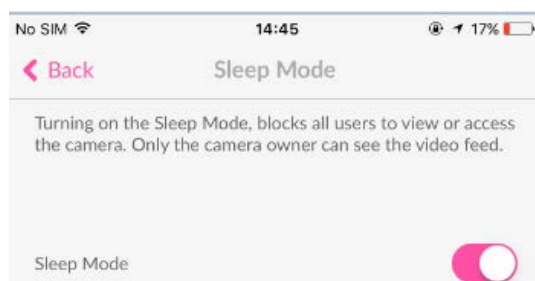 No SIM 14:45 17%
Back Sleep Mode
Turning on the Sleep Mode, blocks all users to view or access
the camera. Only the camera owner can see the video feed.
Sleep Mode